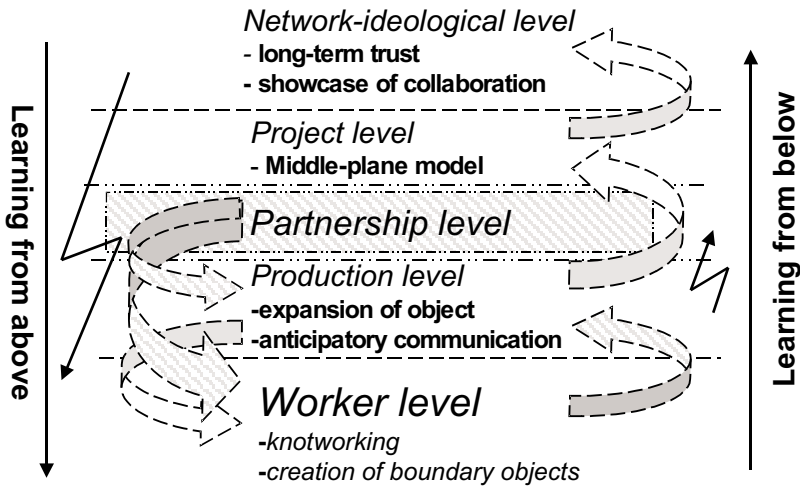 Network-ideological level
- long-term trust
- showcase of collaboration
Project level
- Middle-plane model
Partnership level
Production level
-expansion of object
-anticipatory communication
Worker level
-knotworking
-creation of boundary objects
Learning from above
Learning from below